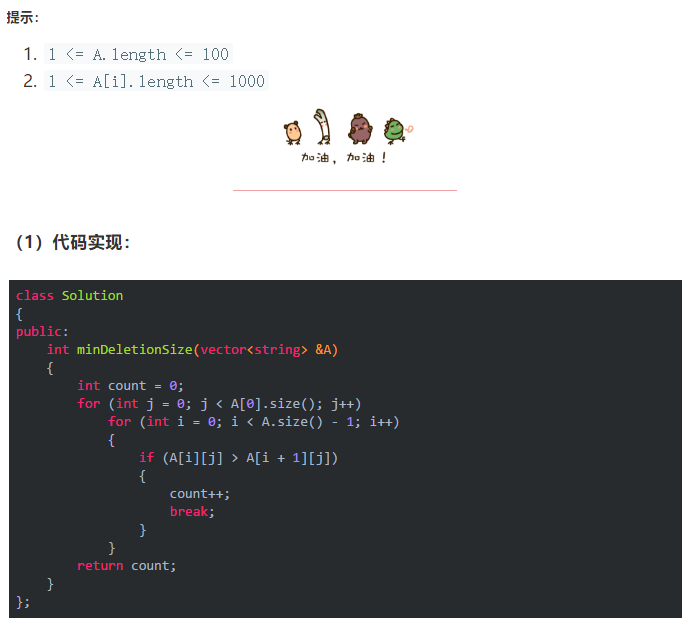 提示：
1. 1 <= A.length <= 100
2. 1 <= A[i].length <= 1000
加油，加油！
（1）代码实现：
class Solution
{
public:
    int minDeletionSize(vector<string> &A)
    {
        int count = 0;
        for (int j = 0; j < A[0].size(); j++)
            for (int i = 0; i < A.size() - 1; i++)
            {
                if (A[i][j] > A[i + 1][j])
                {
                    count++;
                    break;
                }
            }
        return count;
    }
};